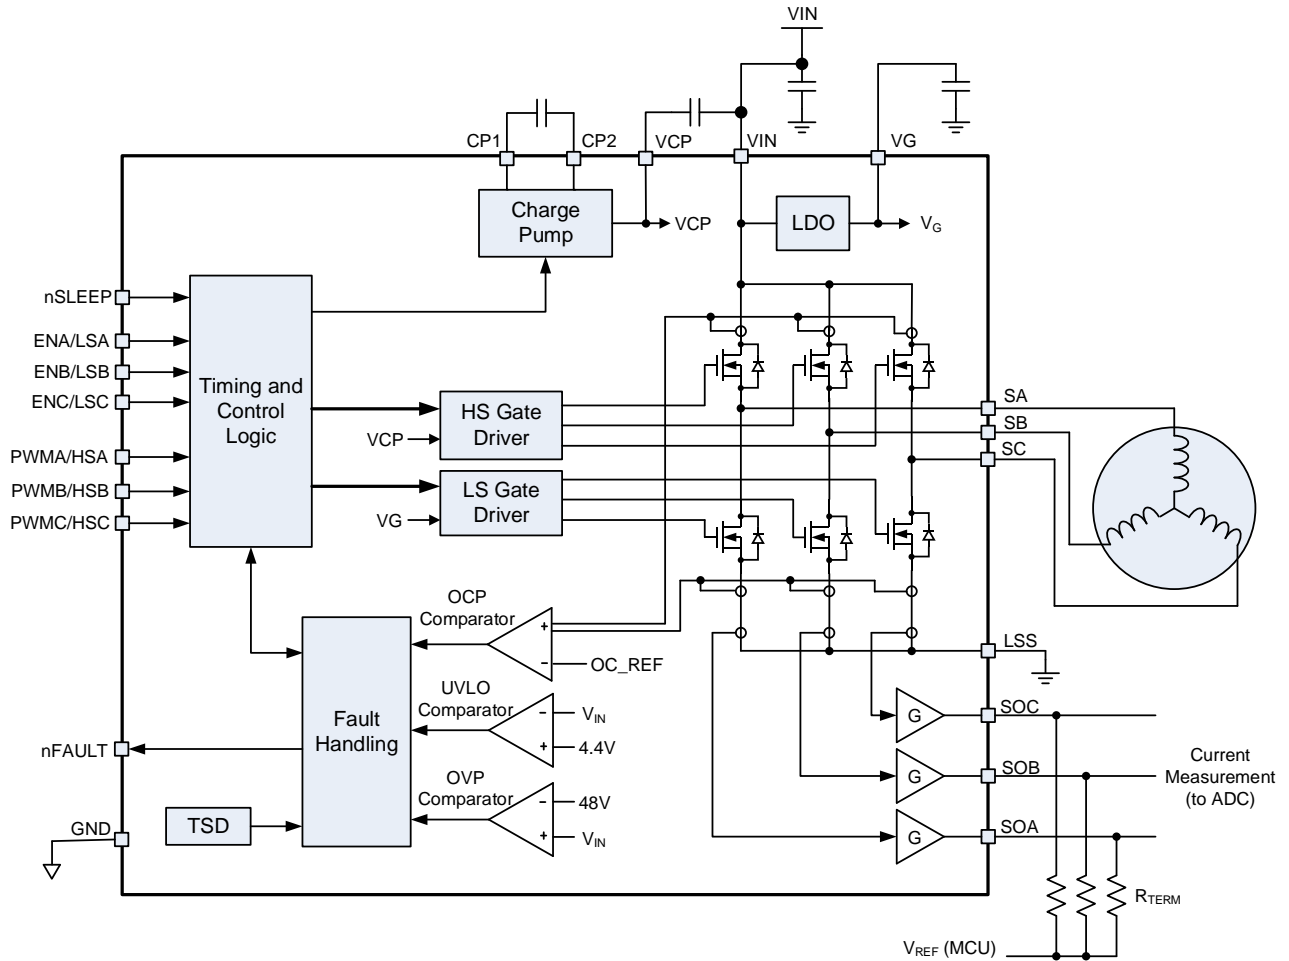 VIN
CP1
CP2
VCP
VIN
VG
Charge
Pump
VCP
LDO
VG
nSLEEP
ENA/LSA
ENB/LSB
ENC/LSC
PWMA/HSA
PWMB/HSB
PWMC/HSC
Timing and
Control
Logic
HS Gate
Driver
VCP
LS Gate
Driver
VG
SA
SB
SC
OCP
Comparator
+
−
OC_REF
LSS
UVLO
Comparator
−
VIN
+
4.4V
Fault
Handling
nFAULT
OVP
Comparator
−
48V
+
VIN
TSD
GND
G
SOC
G
SOB
G
SOA
Current
Measurement
(to ADC)
RTERM
VREF (MCU)